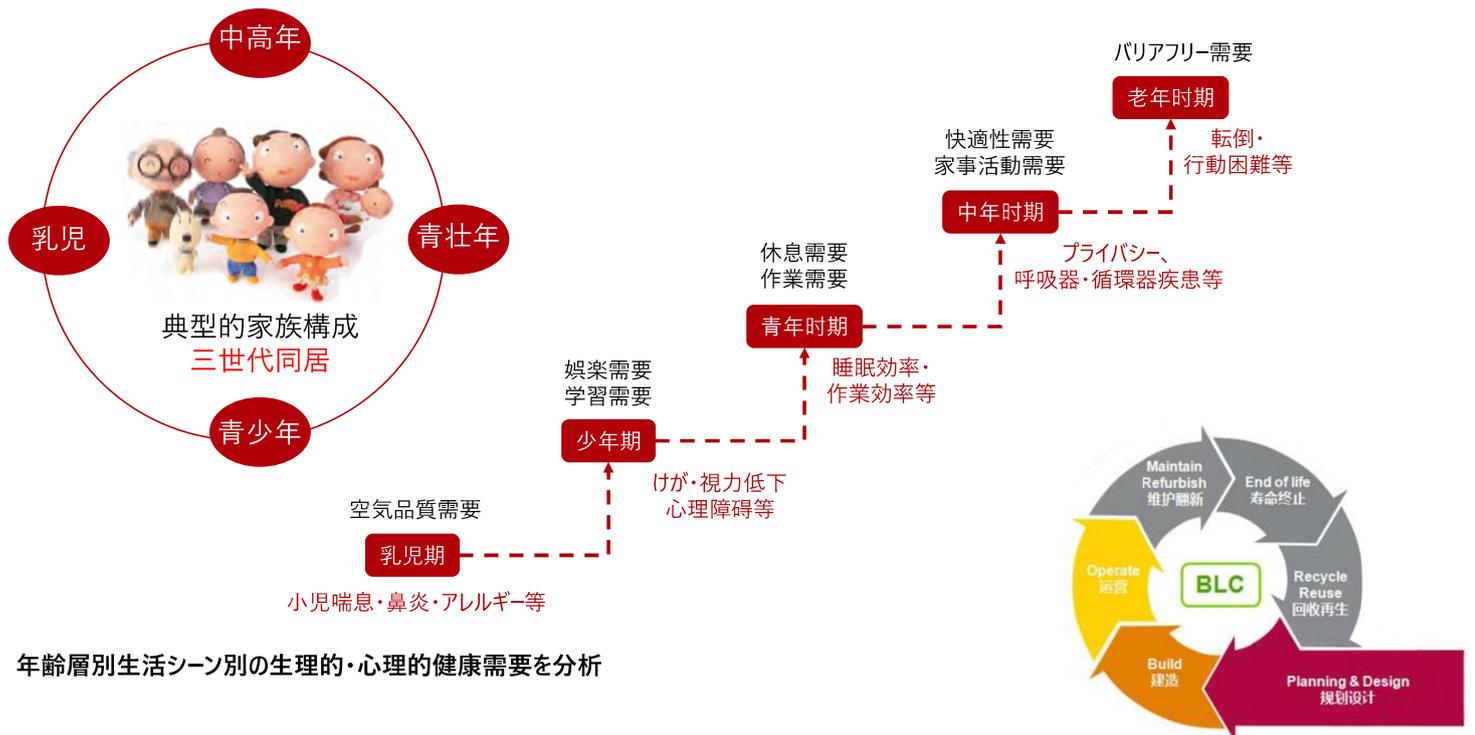 中高年
乳児
青壮年
典型的家族構成
三世代同居
青少年
バリアフリー需要
老年时期
転倒・
行動困難等
快適性需要
家事活動需要
中年时期
プライバシー、
呼吸器・循環器疾患等
休息需要
作業需要
青年时期
睡眠効率・
作業効率等
娯楽需要
学習需要
少年期
けが・視力低下
心理障碍等
空気品質需要
乳児期
小児喘息・鼻炎・アレルギー等
年齢層別生活シーン別の生理的・心理的健康需要を分析
Maintain
Refurbish
维护翻新
End of life
寿命终止
Operate
运营
BLC
Recycle
Reuse
回收再生
Build
建造
Planning & Design
规划设计